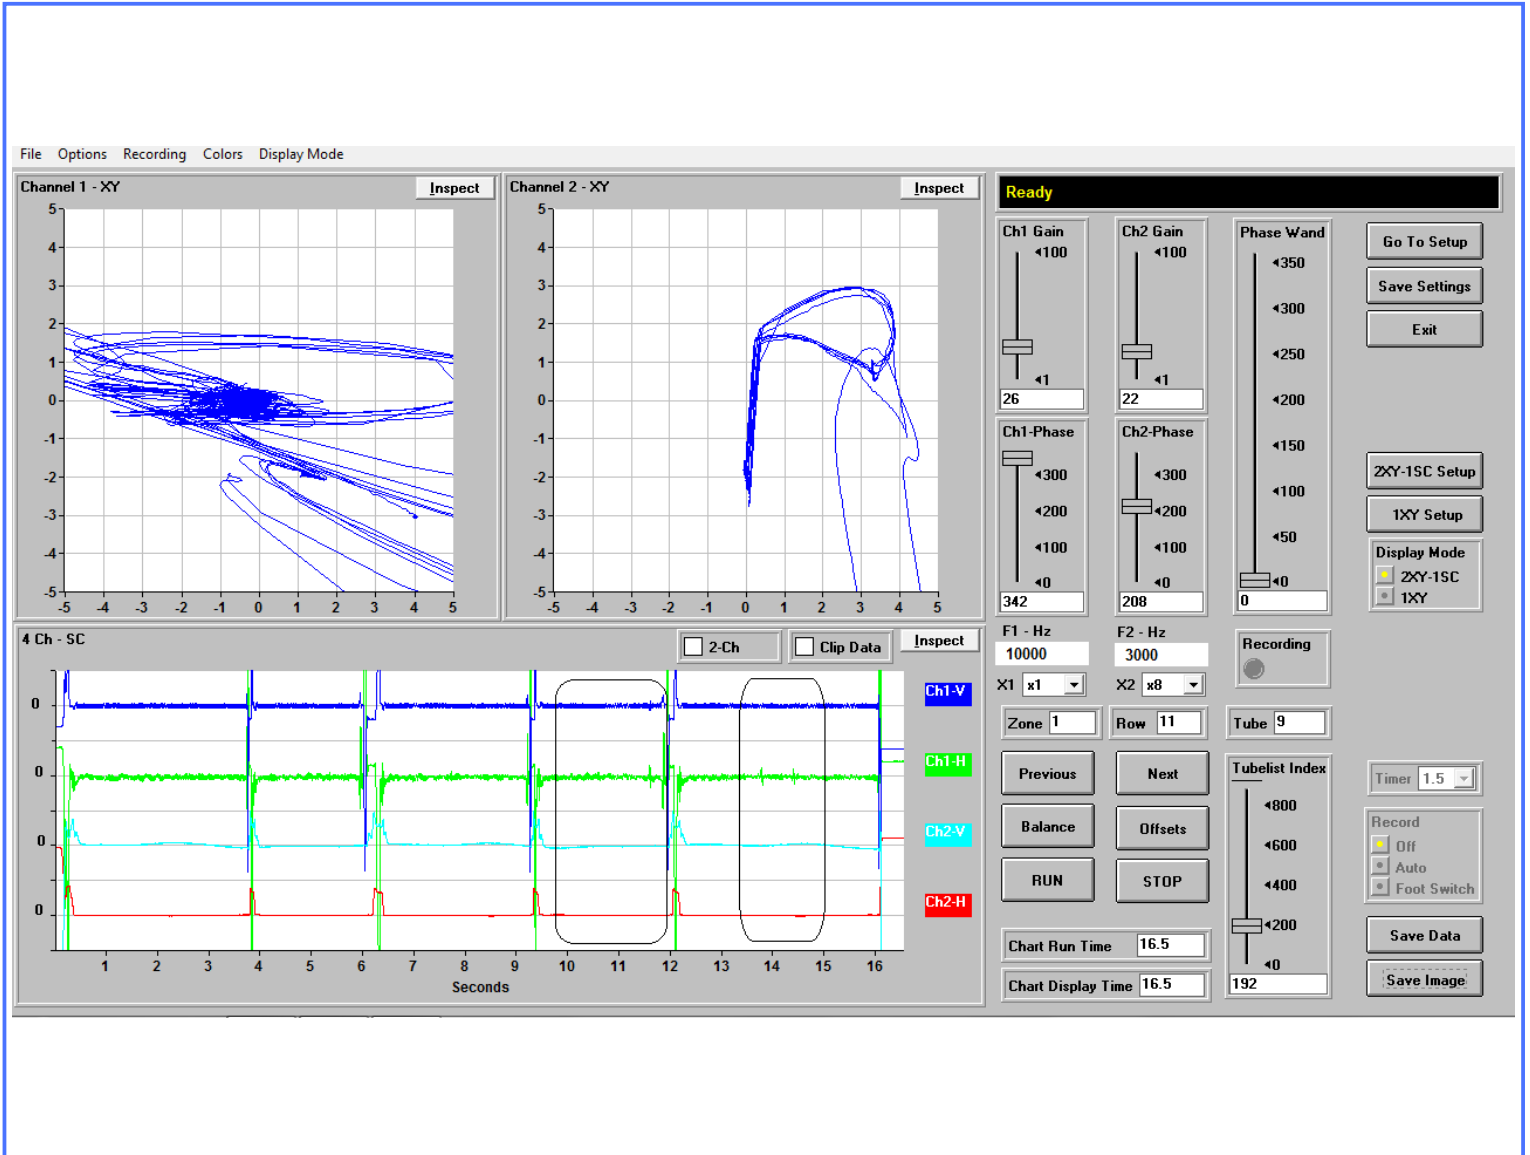 File Options Recording Colors Display Mode
Channel 1 - XY Inspect
5
4
3
2
1
0
-1
-2
-3
-4
-5
-5 -4 -3 -2 -1 0 1 2 3 4 5
Channel 2 - XY Inspect
5
4
3
2
1
0
-1
-2
-3
-4
-5
-5 -4 -3 -2 -1 0 1 2 3 4 5
4 Ch - SC 2-Ch Clip Data Inspect
0
0
0
0
Ch1-V
Ch1-H
Ch2-V
Ch2-H
1 2 3 4 5 6 7 8 9 10 11 12 13 14 15 16
Seconds
Ready
Ch1 Gain
100
1
26
Ch2 Gain
100
1
22
Phase Wand
350
300
250
200
150
100
50
0
0
Ch1-Phase
300
200
100
0
342
Ch2-Phase
300
200
100
0
208
Go To Setup
Save Settings
Exit
2XY-1SC Setup
1XY Setup
Display Mode
2XY-1SC
1XY
F1 - Hz
10000
F2 - Hz
3000
Recording
X1 x1
X2 x8
Zone 1
Row 11
Tube 9
Previous
Next
Balance
Offsets
RUN
STOP
Tubelist Index
800
600
400
200
0
192
Timer 1.5
Record
Off
Auto
Foot Switch
Chart Run Time 16.5
Chart Display Time 16.5
Save Data
Save Image